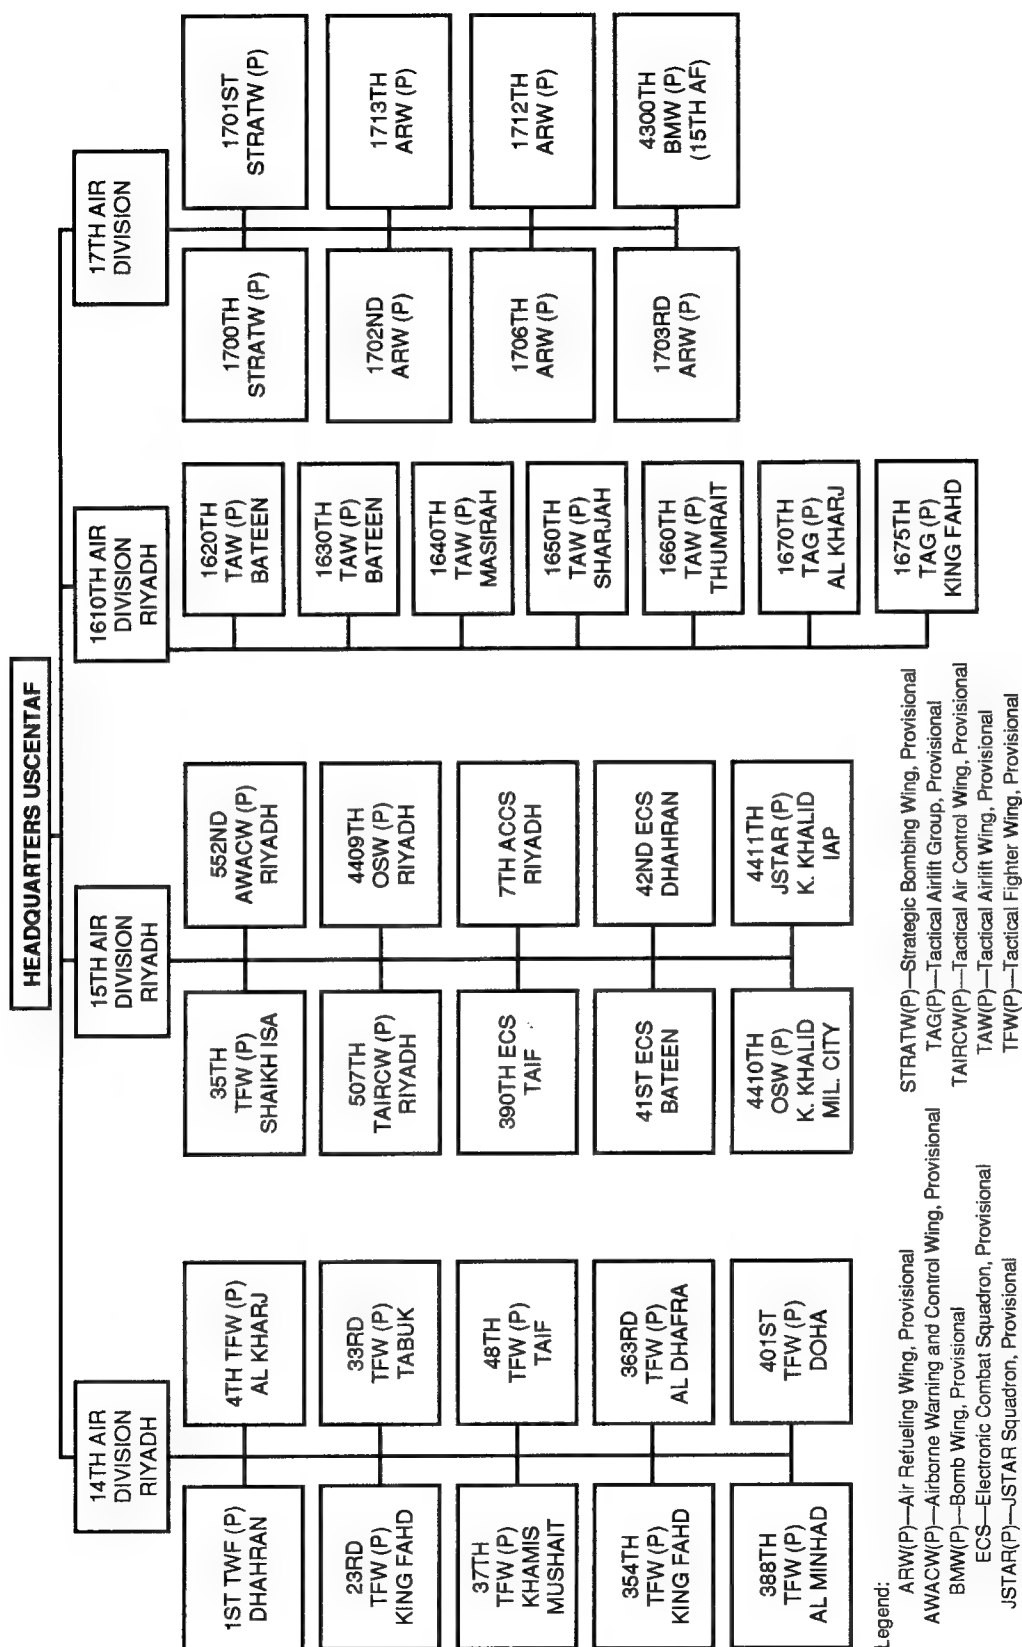 HEADQUARTERS USCENTAF
14TH AIR
DIVISION
RIYADH
1ST TWF (P)
DHAHRAN
4TH TFW (P)
AL KHARJ
23RD
TFW (P)
KING FAHD
33RD
TFW (P)
TABUK
37TH
TFW (P)
KHAMIS
MUSHAIT
48TH
TFW (P)
TAIF
354TH
TFW (P)
KING FAHD
363RD
TFW (P)
AL DHAFRA
388TH
TFW (P)
AL MINHAD
401ST
TFW (P)
DOHA
15TH AIR
DIVISION
RIYADH
35TH
TFW (P)
SHAIKH ISA
552ND
AWACW (P)
RIYADH
507TH
TAIRCW (P)
RIYADH
4409TH
OSW (P)
RIYADH
390TH ECS
TAIF
7TH ACCS
RIYADH
41ST ECS
BATEEN
42ND ECS
DHAHRAN
4410TH
OSW (P)
K. KHALID
MIL. CITY
4411TH
JSTAR (P)
K. KHALID
IAP
1610TH AIR
DIVISION
RIYADH
1620TH
TAW (P)
BATEEN
1630TH
TAW (P)
BATEEN
1640TH
TAW (P)
MASIRAH
1650TH
TAW (P)
SHARJAH
1660TH
TAW (P)
THUMRAIT
1670TH
TAG (P)
AL KHARJ
1675TH
TAG (P)
KING FAHD
17TH AIR
DIVISION
1700TH
STRATW (P)
1701ST
STRATW (P)
1702ND
ARW (P)
1713TH
ARW (P)
1706TH
ARW (P)
1712TH
ARW (P)
1703RD
ARW (P)
4300TH
BMW (P)
(15TH AF)
Legend:
ARW(P)—Air Refueling Wing, Provisional
AWACW(P)—Airborne Warning and Control Wing, Provisional
BMW(P)—Bomb Wing, Provisional
ECS—Electronic Combat Squadron, Provisional
JSTAR(P)—JSTAR Squadron, Provisional
STRATW(P)—Strategic Bombing Wing, Provisional
TAG(P)—Tactical Airlift Group, Provisional
TAIRCW(P)—Tactical Air Control Wing, Provisional
TAW(P)—Tactical Airlift Wing, Provisional
TFW(P)—Tactical Fighter Wing, Provisional